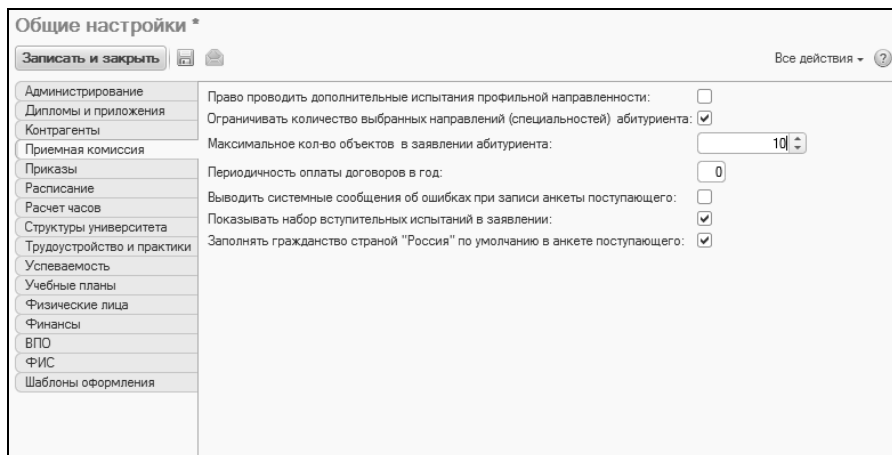 Общие настройки *
Записать и закрыть
Все действия
?
Администрирование
Дипломы и приложения
Контрагенты
Приемная комиссия
Приказы
Расписание
Расчет часов
Структуры университета
Трудоустройство и практики
Успеваемость
Учебные планы
Физические лица
Финансы
ВПО
ФИС
Шаблоны оформления
Право проводить дополнительные испытания профильной направленности:
Ограничивать количество выбранных направлений (специальностей) абитуриента:
Максимальное кол-во объектов в заявлении абитуриента: 10
Периодичность оплаты договоров в год: 0
Выводить системные сообщения об ошибках при записи анкеты поступающего:
Показывать набор вступительных испытаний в заявлении:
Заполнять гражданство страной "Россия" по умолчанию в анкете поступающего: